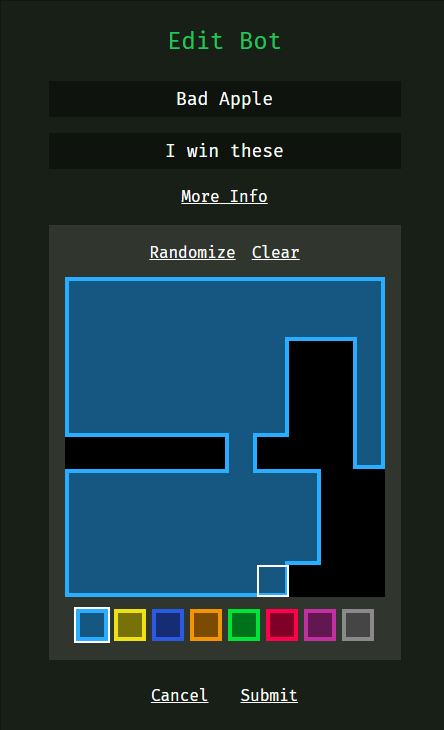 Edit Bot
Bad Apple
I win these
More Info
Randomize Clear
Cancel Submit